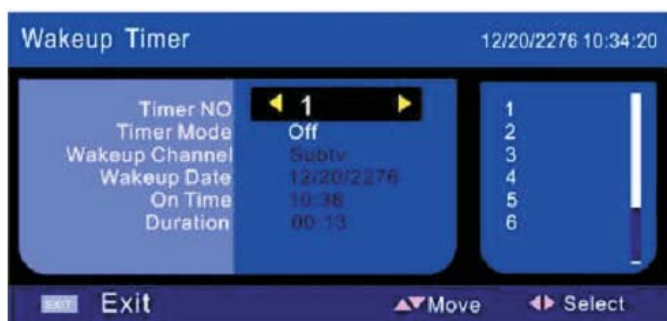 Wakeup Timer 12/20/2276 10:34:20
Timer NO 1
Timer Mode Off
Wakeup Channel Subtv
Wakeup Date 12/20/2276
On Time 10:36
Duration 00:13
1
2
3
4
5
6
EXIT Exit Move Select